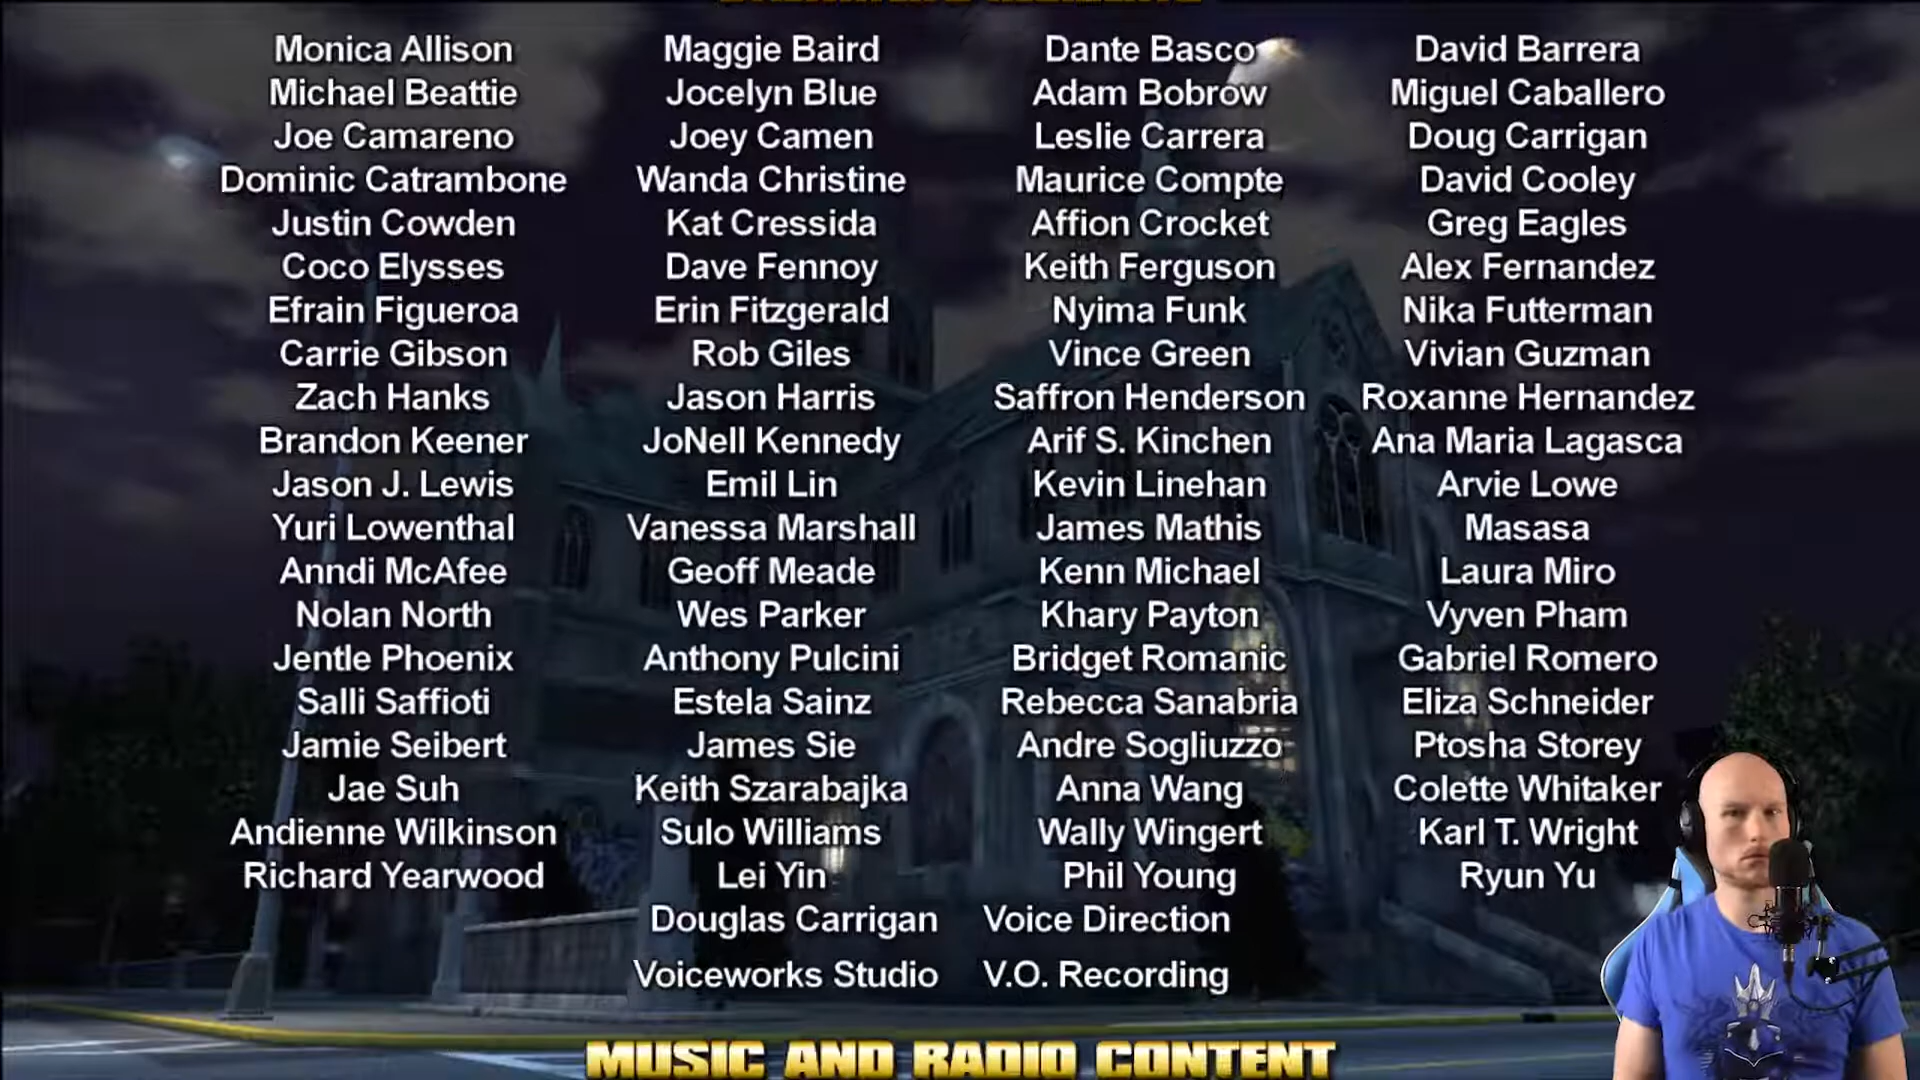 Monica Allison Maggie Baird Dante Basco David Barrera
Michael Beattie Jocelyn Blue Adam Bobrow Miguel Caballero
Joe Camareno Joey Camen Leslie Carrera Doug Carrigan
Dominic Catrambone Wanda Christine Maurice Compte David Cooley
Justin Cowden Kat Cressida Affion Crocket Greg Eagles
Coco Elysses Dave Fennoy Keith Ferguson Alex Fernandez
Efrain Figueroa Erin Fitzgerald Nyima Funk Nika Futterman
Carrie Gibson Rob Giles Vince Green Vivian Guzman
Zach Hanks Jason Harris Saffron Henderson Roxanne Hernandez
Brandon Keener JoNell Kennedy Arif S. Kinchen Ana Maria Lagasca
Jason J. Lewis Emil Lin Kevin Linehan Arvie Lowe
Yuri Lowenthal Vanessa Marshall James Mathis Masasa
Anndi McAfee Geoff Meade Kenn Michael Laura Miro
Nolan North Wes Parker Khary Payton Vyven Pham
Jentle Phoenix Anthony Pulcini Bridget Romanic Gabriel Romero
Salli Saffioti Estela Sainz Rebecca Sanabria Eliza Schneider
Jamie Seibert James Sie Andre Sogliuzzo Ptosha Storey
Jae Suh Keith Szarabajka Anna Wang Colette Whitaker
Andienne Wilkinson Sulo Williams Wally Wingert Karl T. Wright
Richard Yearwood Lei Yin Phil Young Ryun Yu
Douglas Carrigan Voice Direction
Voiceworks Studio V.O. Recording
MUSIC AND RADIO CONTENT